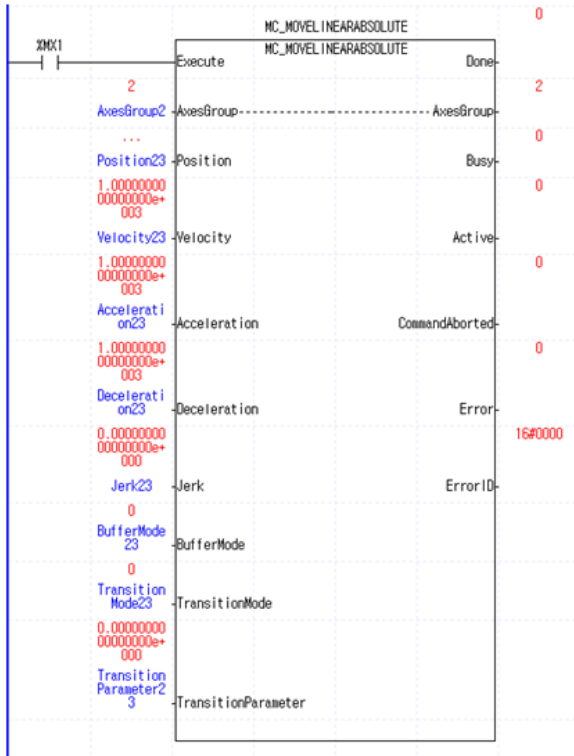 0
MC_MOVELINEARABSOLUTE
%MX1
MC_MOVELINEARABSOLUTE
Execute Done
2 2
AxesGroup2 AxesGroup AxesGroup
... 0
Position23 Position Busy
1.00000000 0
00000000e+
003
Velocity23 Velocity Active
1.00000000 0
00000000e+
003
Accelerati
on23 Acceleration CommandAborted
1.00000000 0
00000000e+
003
Decelerati
on23 Deceleration Error
0.00000000 16#0000
00000000e+
000
Jerk23 Jerk ErrorID
0
BufferMode
23 BufferMode
0
Transition
Mode23 TransitionMode
0.00000000
00000000e+
000
Transition
Parameter2
3 TransitionParameter